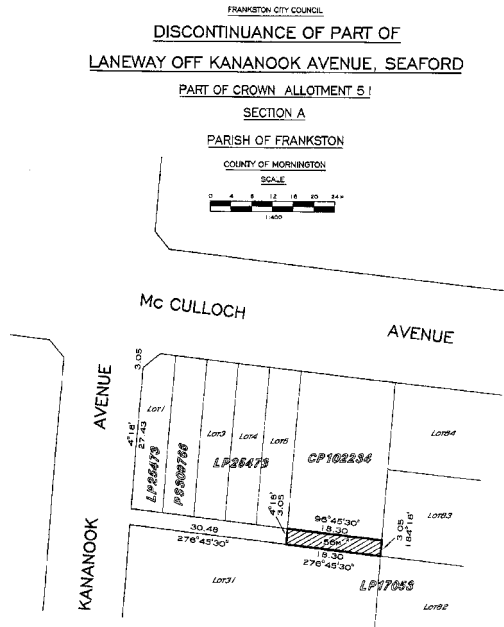 FRANKSTON CITY COUNCIL
DISCONTINUANCE OF PART OF
LANEWAY OFF KANANOOK AVENUE, SEAFORD
PART OF CROWN ALLOTMENT 51
SECTION A
PARISH OF FRANKSTON
COUNTY OF MORNINGTON
SCALE
0 4 8 12 16 20 24m
1:400
Mc CULLOCH AVENUE
KANANOOK AVENUE
3.05
4°18'
27.43
Lot1
LP25473
PS309766
Lot3
Lot4
Lot5
LP25473
CP102234
Lot84
Lot83
4°18'
3.05
96°45'30"
18.30
56m²
18.30
276°45'30"
3.05
184°18'
30.48
276°45'30"
Lot31
LP17053
Lot82